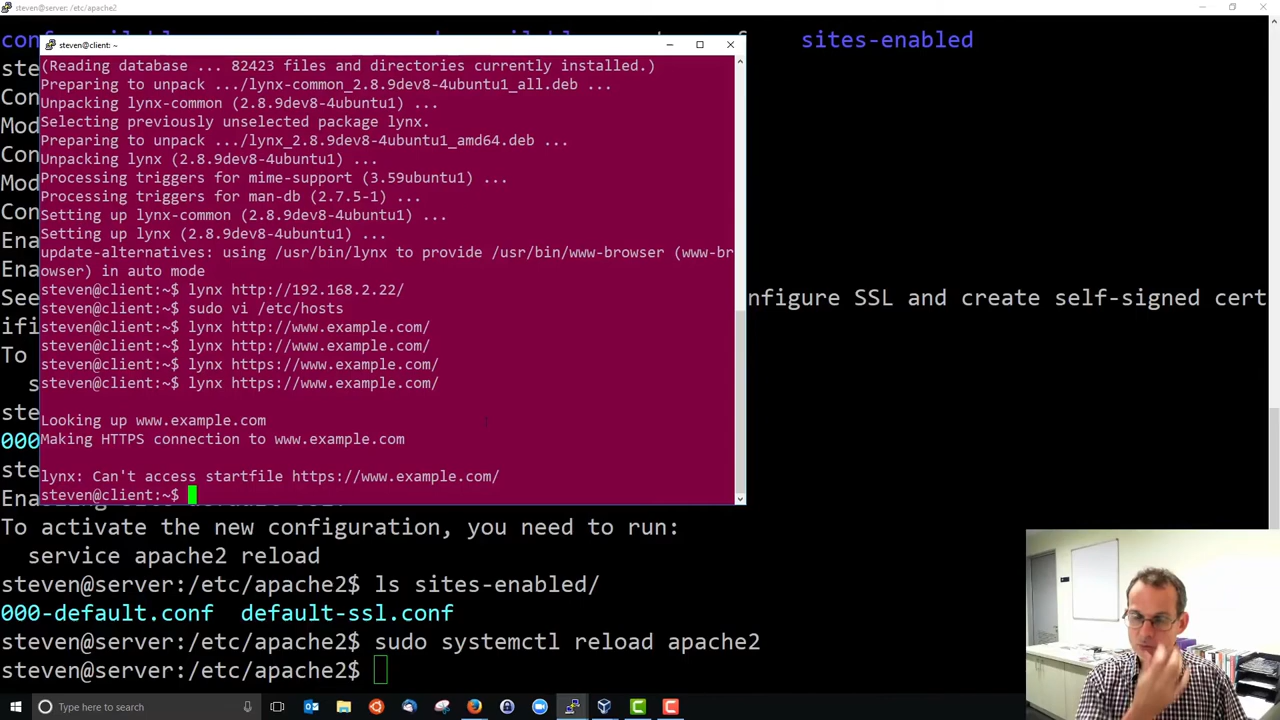 steven@server: /etc/apache2
sites-enabled
steven@client: ~
(Reading database ... 82423 files and directories currently installed.)
Preparing to unpack .../lynx-common_2.8.9dev8-4ubuntu1_all.deb ...
Unpacking lynx-common (2.8.9dev8-4ubuntu1) ...
Selecting previously unselected package lynx.
Preparing to unpack .../lynx_2.8.9dev8-4ubuntu1_amd64.deb ...
Unpacking lynx (2.8.9dev8-4ubuntu1) ...
Processing triggers for mime-support (3.59ubuntu1) ...
Processing triggers for man-db (2.7.5-1) ...
Setting up lynx-common (2.8.9dev8-4ubuntu1) ...
Setting up lynx (2.8.9dev8-4ubuntu1) ...
update-alternatives: using /usr/bin/lynx to provide /usr/bin/www-browser (www-br
owser) in auto mode
steven@client:~$ lynx http://192.168.2.22/
steven@client:~$ sudo vi /etc/hosts
steven@client:~$ lynx http://www.example.com/
steven@client:~$ lynx http://www.example.com/
steven@client:~$ lynx https://www.example.com/
steven@client:~$ lynx https://www.example.com/
Looking up www.example.com
Making HTTPS connection to www.example.com
lynx: Can't access startfile https://www.example.com/
steven@client:~$
nfigure SSL and create self-signed cert
To
To activate the new configuration, you need to run:
service apache2 reload
steven@server:/etc/apache2$ ls sites-enabled/
000-default.conf default-ssl.conf
steven@server:/etc/apache2$ sudo systemctl reload apache2
steven@server:/etc/apache2$
Type here to search